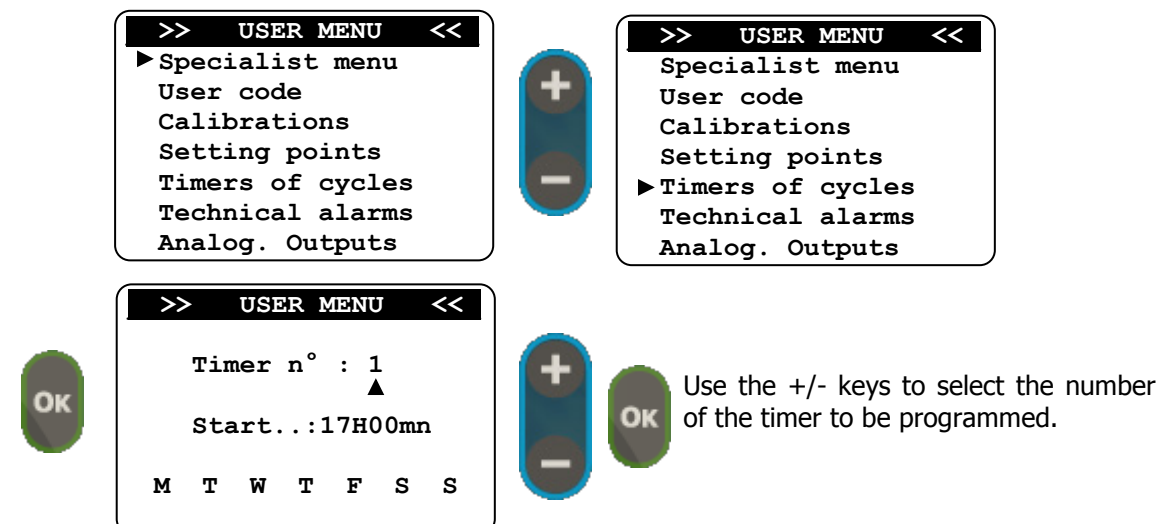 >> USER MENU <<
►Specialist menu
User code
Calibrations
Setting points
Timers of cycles
Technical alarms
Analog. Outputs
+
−
>> USER MENU <<
Specialist menu
User code
Calibrations
Setting points
►Timers of cycles
Technical alarms
Analog. Outputs
OK
>> USER MENU <<
Timer n° : 1
▲
Start..:17H00mn
M T W T F S S
+
−
OK
Use the +/- keys to select the number
of the timer to be programmed.